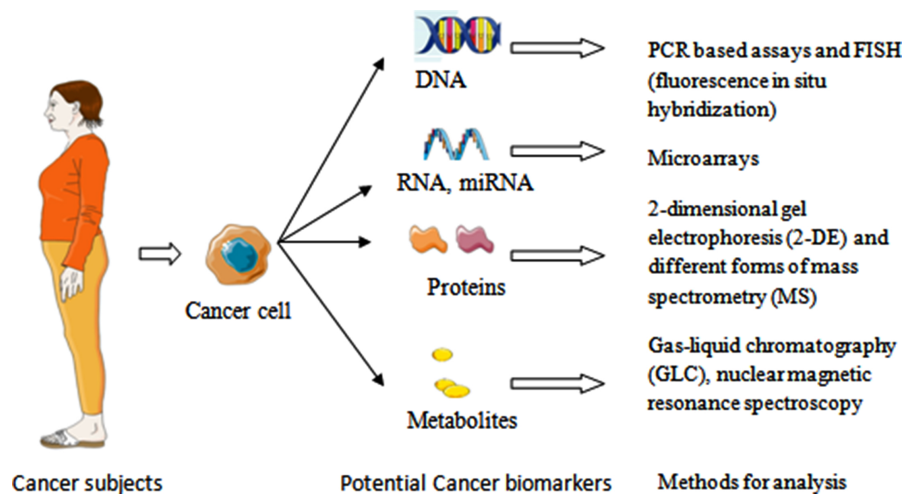 DNA
PCR based assays and FISH
(fluorescence in situ
hybridization)
RNA, miRNA
Microarrays
Cancer cell
Proteins
2-dimensional gel
electrophoresis (2-DE) and
different forms of mass
spectrometry (MS)
Metabolites
Gas-liquid chromatography
(GLC), nuclear magnetic
resonance spectroscopy
Cancer subjects
Potential Cancer biomarkers
Methods for analysis